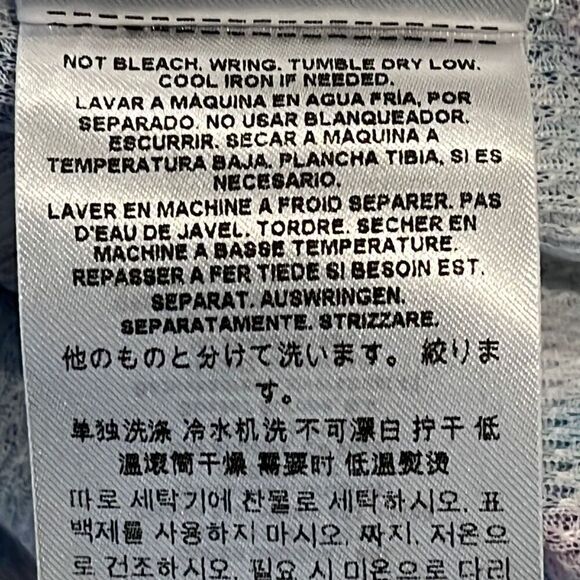 NOT BLEACH. WRING. TUMBLE DRY LOW.
COOL IRON IF NEEDED.
LAVAR A MAQUINA EN AGUA FRÍA, POR
SEPARADO. NO USAR BLANQUEADOR.
ESCURRIR. SECAR A MAQUINA A
TEMPERATURA BAJA. PLANCHA TIBIA, SI ES
NECESARIO.
LAVER EN MACHINE A FROID SEPARER. PAS
D'EAU DE JAVEL. TORDRE. SECHER EN
MACHINE A BASSE TEMPERATURE.
REPASSER A FER TIEDE SI BESOIN EST.
SEPARAT. AUSWRINGEN.
SEPARATAMENTE. STRIZZARE.
他のものと分けて洗います。 絞りま
す。
单独洗涤 冷水机洗 不可漂白 拧干 低
溫滾筒干燥 需要时 低溫熨烫
따로 세탁기에 찬물로 세탁하시오. 표
백제를 사용하지 마시오. 짜지. 저온으
로 건조하시오. 필요 시 미온으로 다리